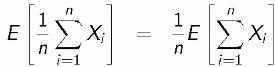 E [ 1/n ∑_{i=1}^{n} X_i ] = 1/n E [ ∑_{i=1}^{n} X_i ]